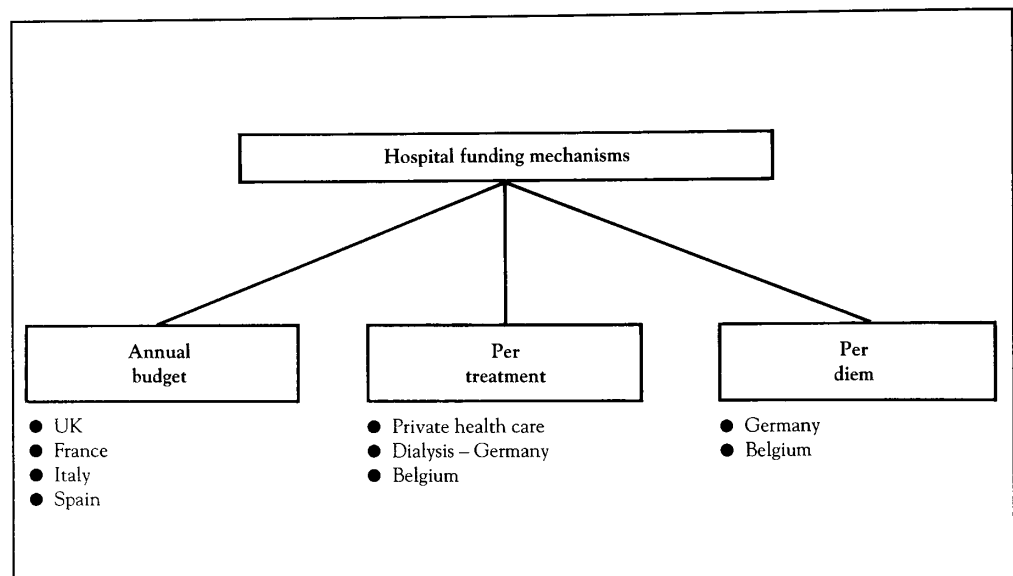 Hospital funding mechanisms
Annual
budget
● UK
● France
● Italy
● Spain
Per
treatment
● Private health care
● Dialysis – Germany
● Belgium
Per
diem
● Germany
● Belgium